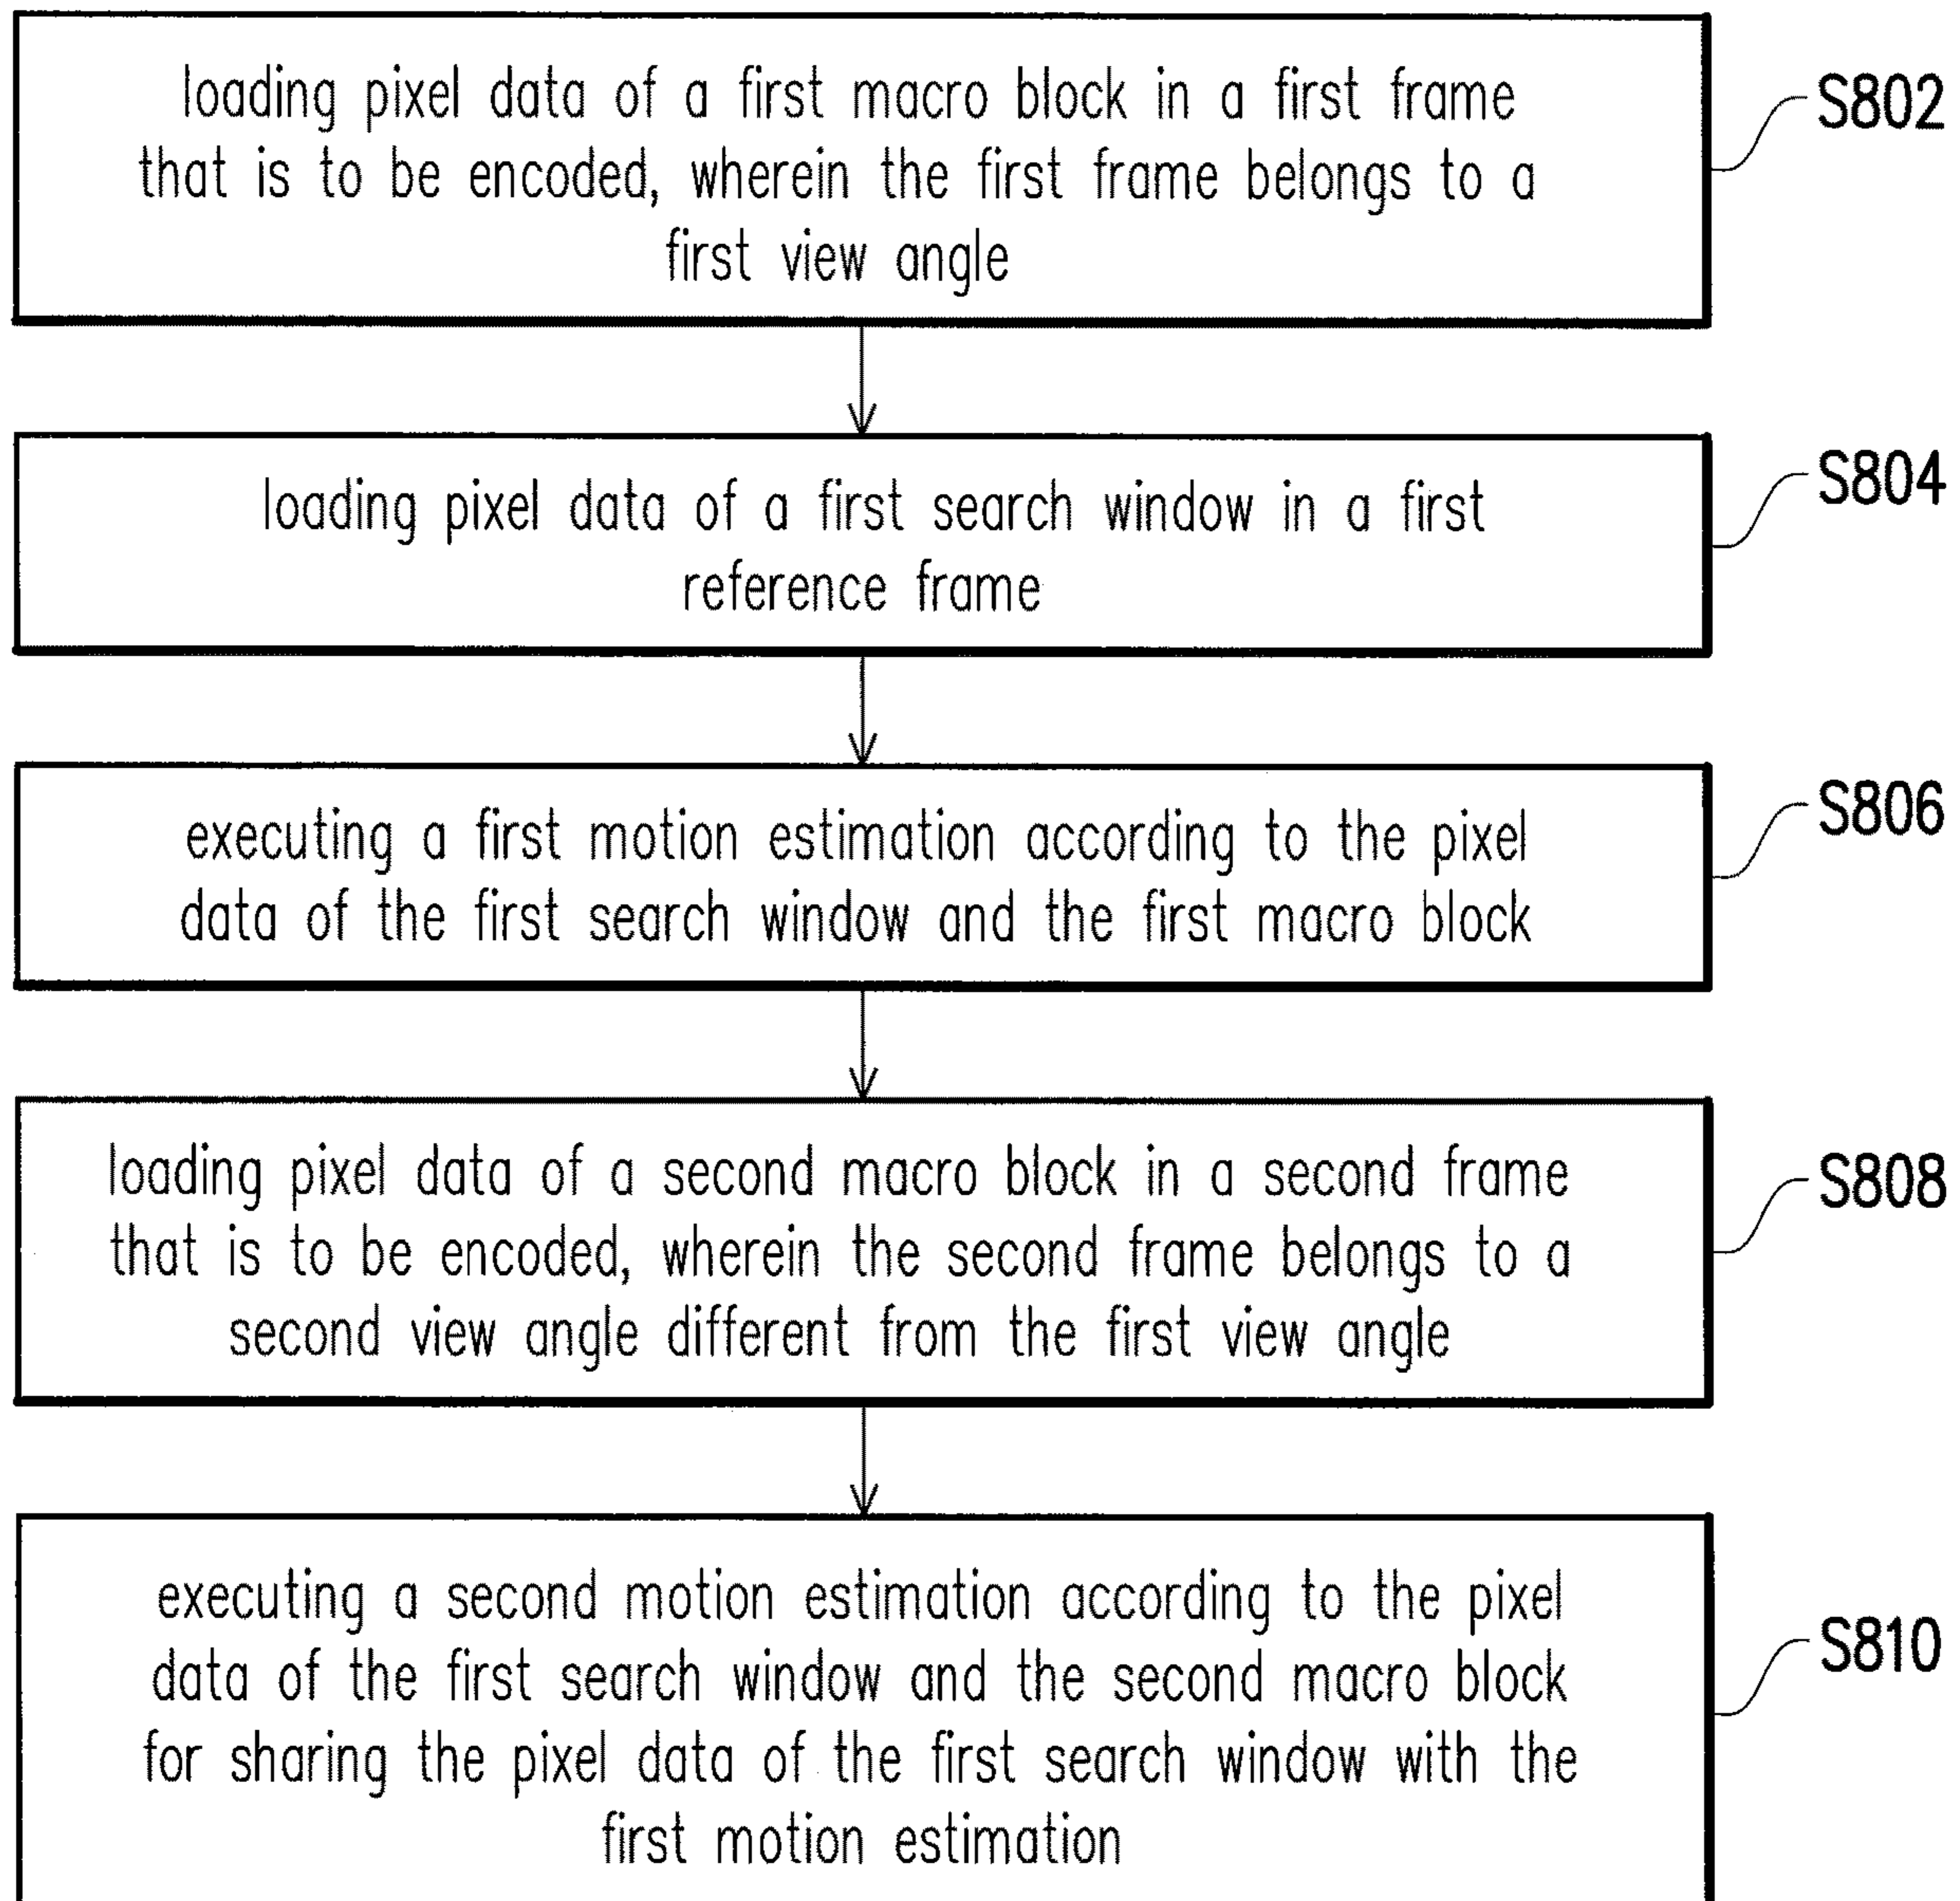 loading pixel data of a first macro block in a first frame
that is to be encoded, wherein the first frame belongs to a
first view angle
S802
loading pixel data of a first search window in a first
reference frame
S804
executing a first motion estimation according to the pixel
data of the first search window and the first macro block
S806
loading pixel data of a second macro block in a second frame
that is to be encoded, wherein the second frame belongs to a
second view angle different from the first view angle
S808
executing a second motion estimation according to the pixel
data of the first search window and the second macro block
for sharing the pixel data of the first search window with the
first motion estimation
S810